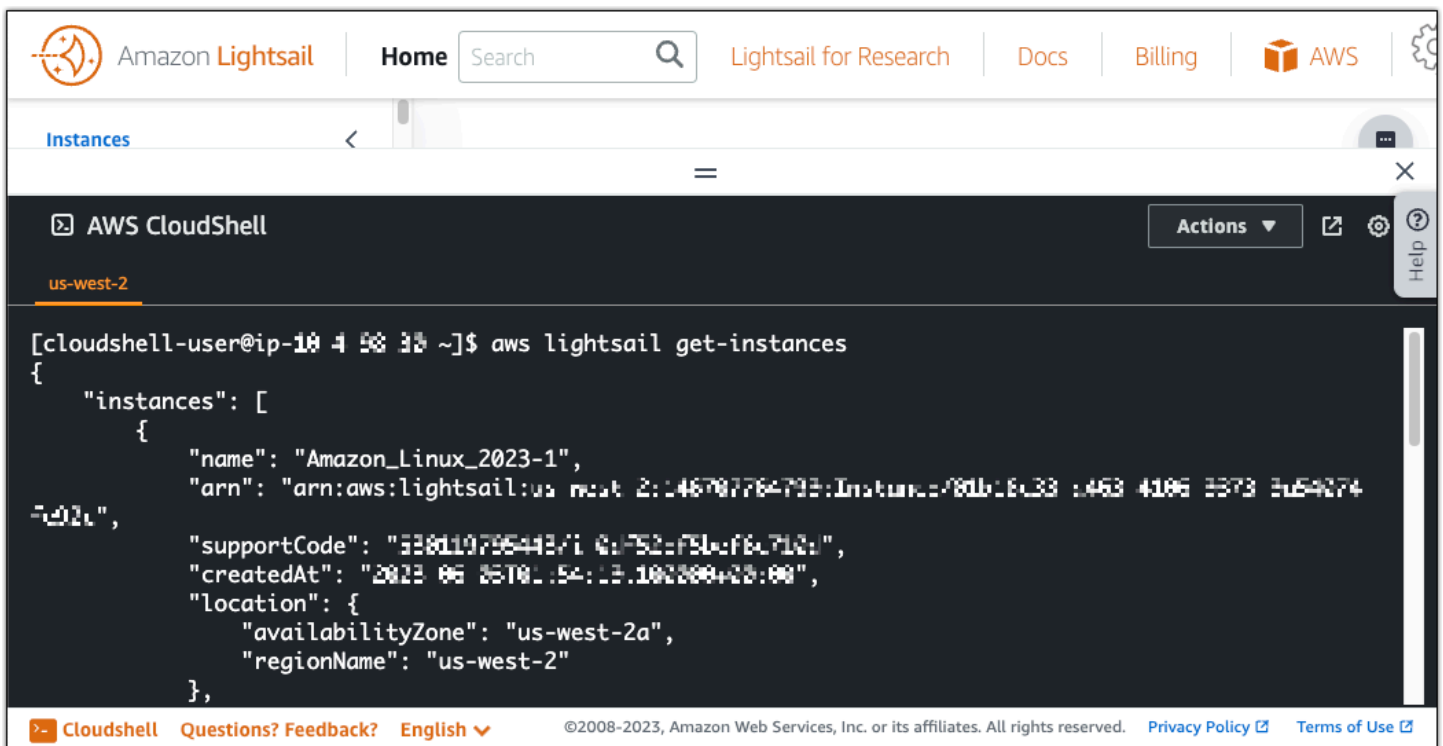 Amazon Lightsail Home Search Lightsail for Research Docs Billing AWS
Instances
AWS CloudShell Actions
Help
us-west-2
[cloudshell-user@ip- ~]$ aws lightsail get-instances
{
"instances": [
{
"name": "Amazon_Linux_2023-1",
"arn": "arn:aws:lightsail:
",
"supportCode": "",
"createdAt": "",
"location": {
"availabilityZone": "us-west-2a",
"regionName": "us-west-2"
},
Cloudshell Questions? Feedback? English ©2008-2023, Amazon Web Services, Inc. or its affiliates. All rights reserved. Privacy Policy Terms of Use